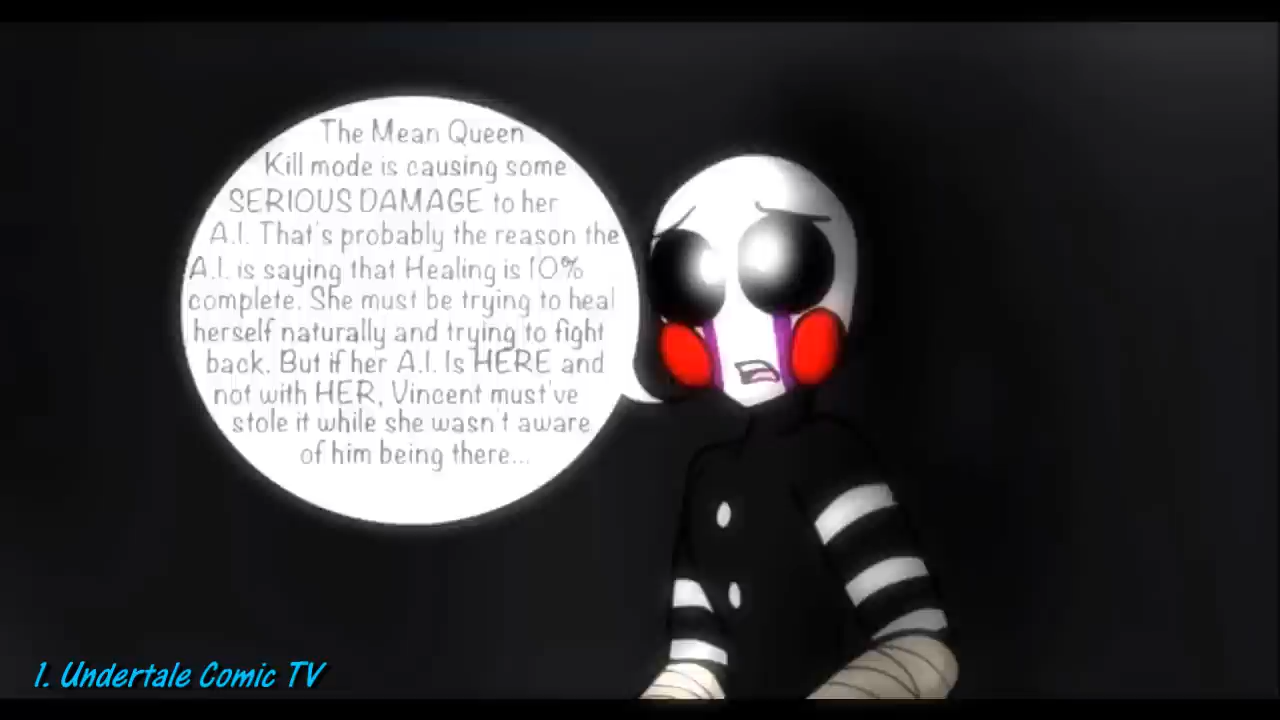 The Mean Queen
Kill mode is causing some
SERIOUS DAMAGE to her
A.I. That's probably the reason the
A.I. is saying that Healing is 10%
complete. She must be trying to heal
herself naturally and trying to fight
back. But if her A.I. Is HERE and
not with HER, Vincent must've
stole it while she wasn't aware
of him being there...
1. Undertale Comic TV